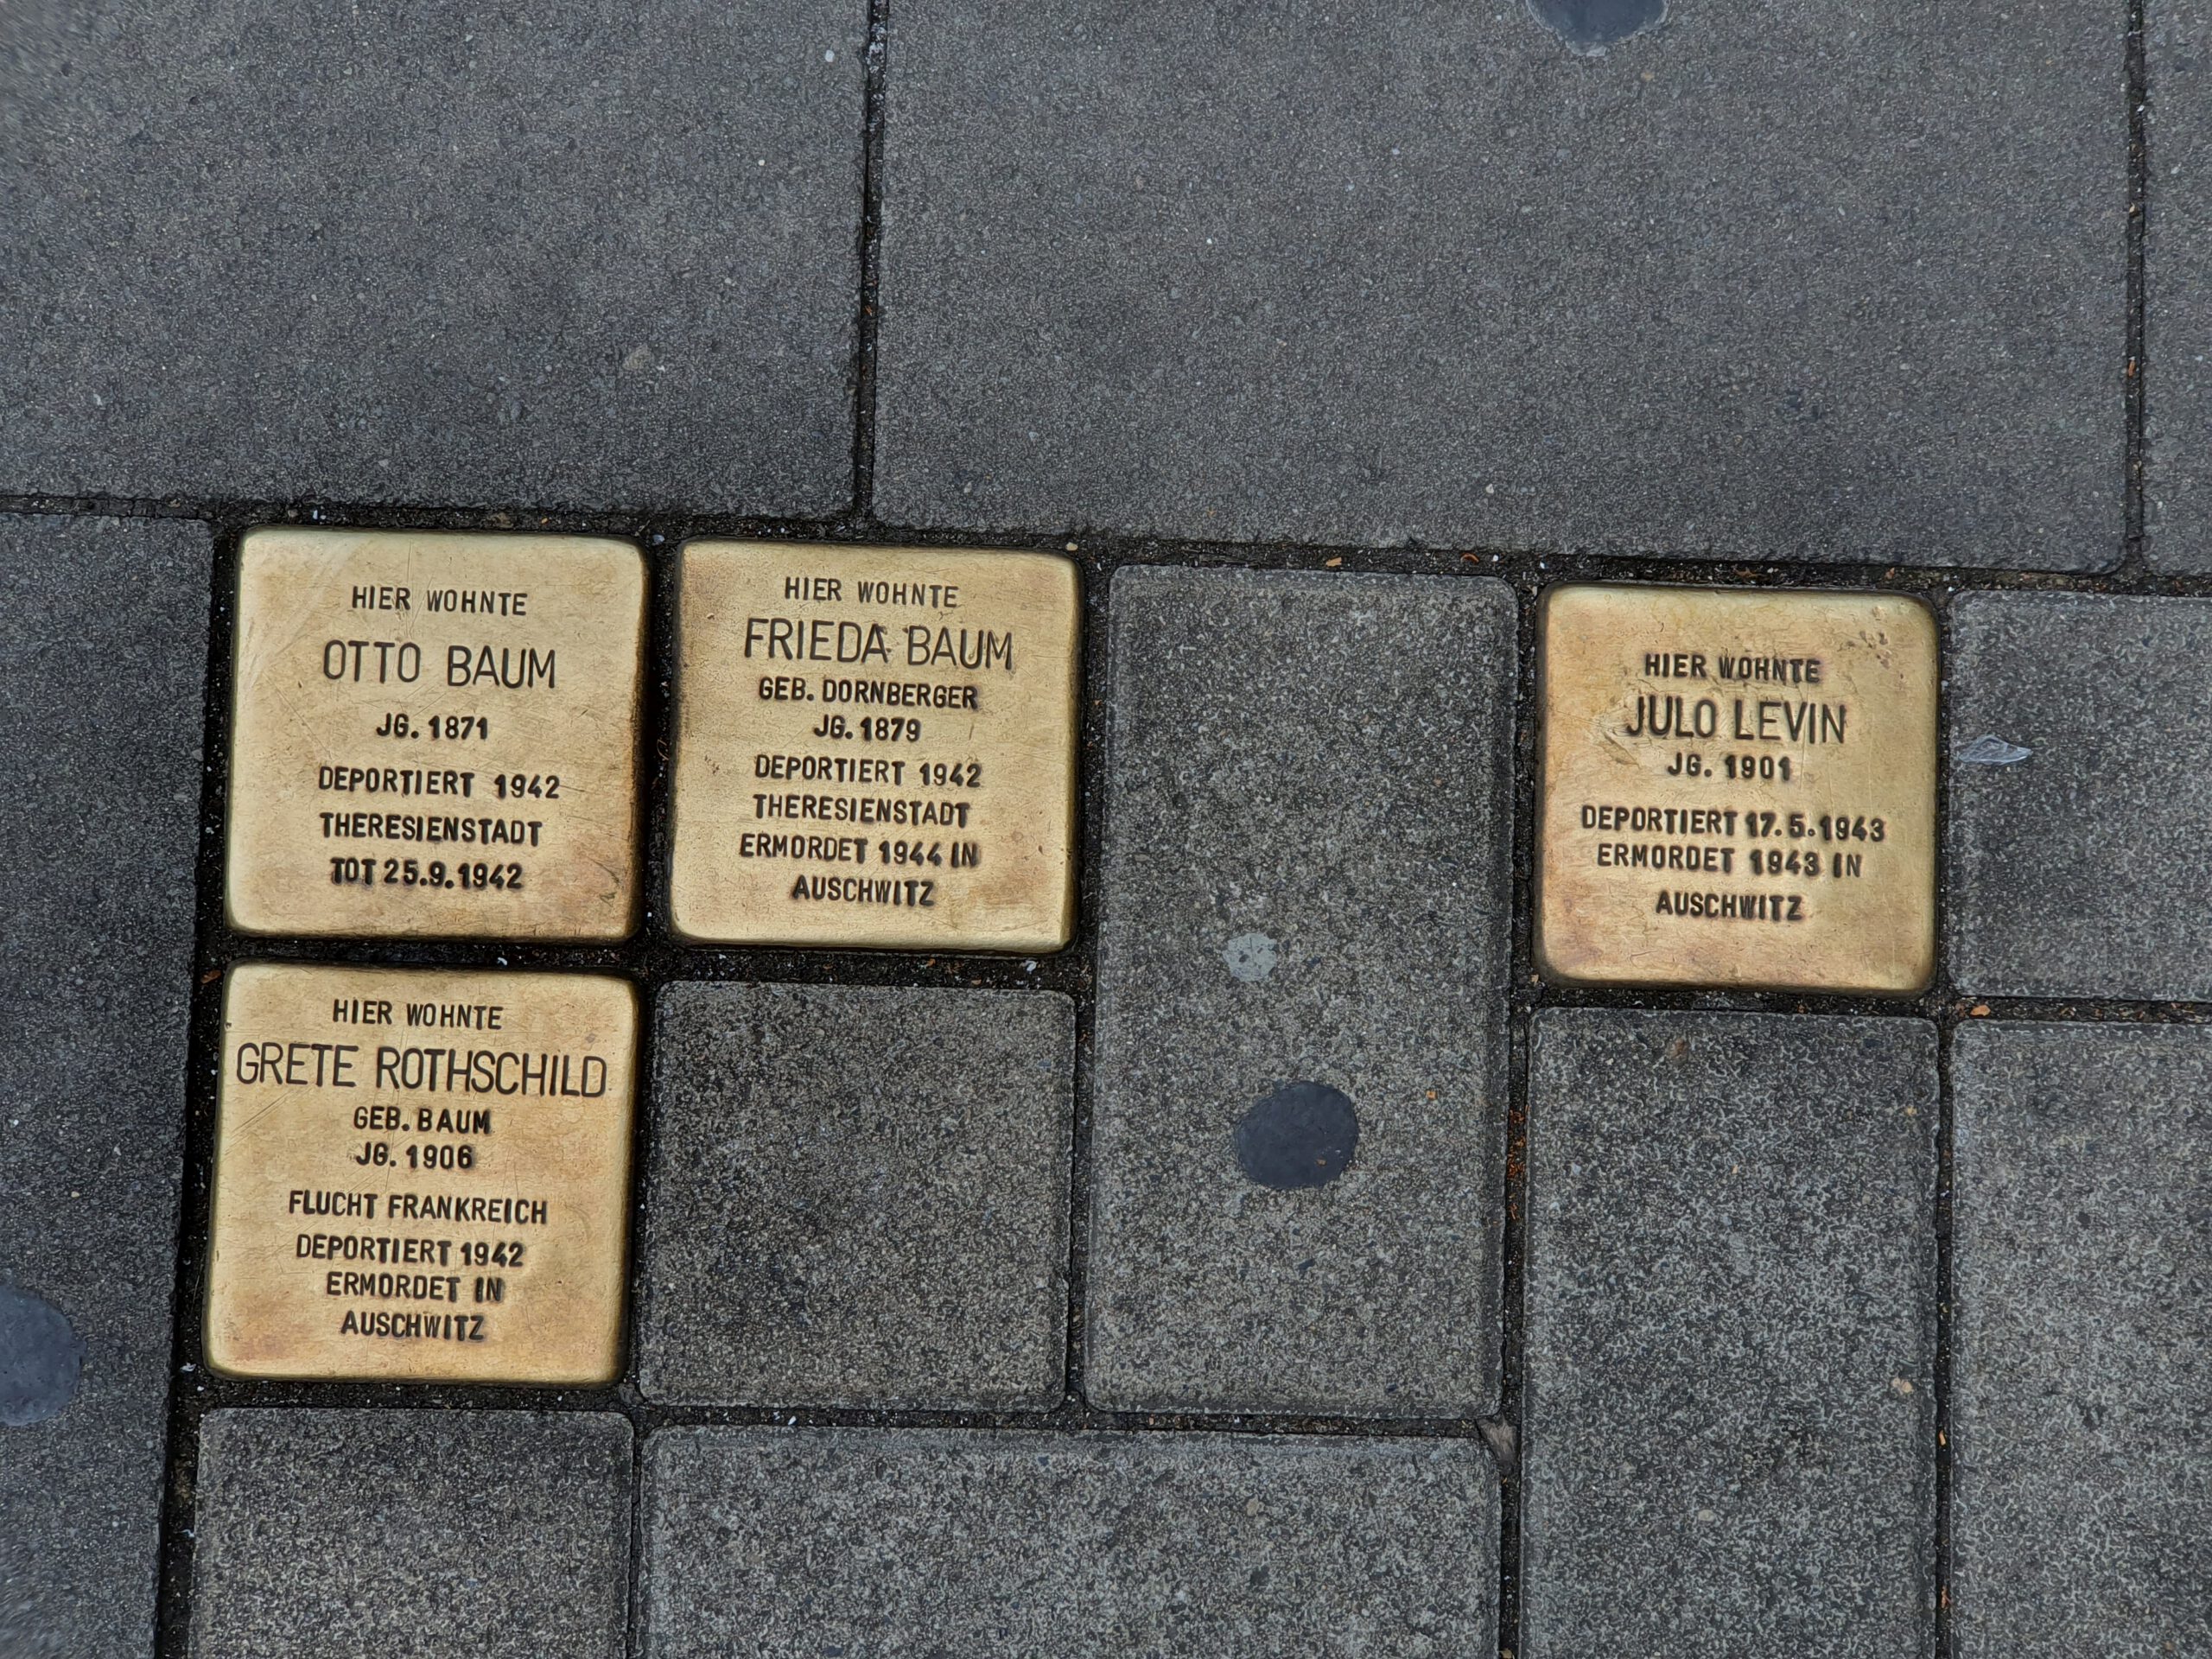 HIER WOHNTE
OTTO BAUM
JG. 1871
DEPORTIERT 1942
THERESIENSTADT
TOT 25.9.1942
HIER WOHNTE
FRIEDA BAUM
GEB. DORNBERGER
JG. 1879
DEPORTIERT 1942
THERESIENSTADT
ERMORDET 1944 IN
AUSCHWITZ
HIER WOHNTE
JULO LEVIN
JG. 1901
DEPORTIERT 17.5.1943
ERMORDET 1943 IN
AUSCHWITZ
HIER WOHNTE
GRETE ROTHSCHILD
GEB. BAUM
JG. 1906
FLUCHT FRANKREICH
DEPORTIERT 1942
ERMORDET IN
AUSCHWITZ